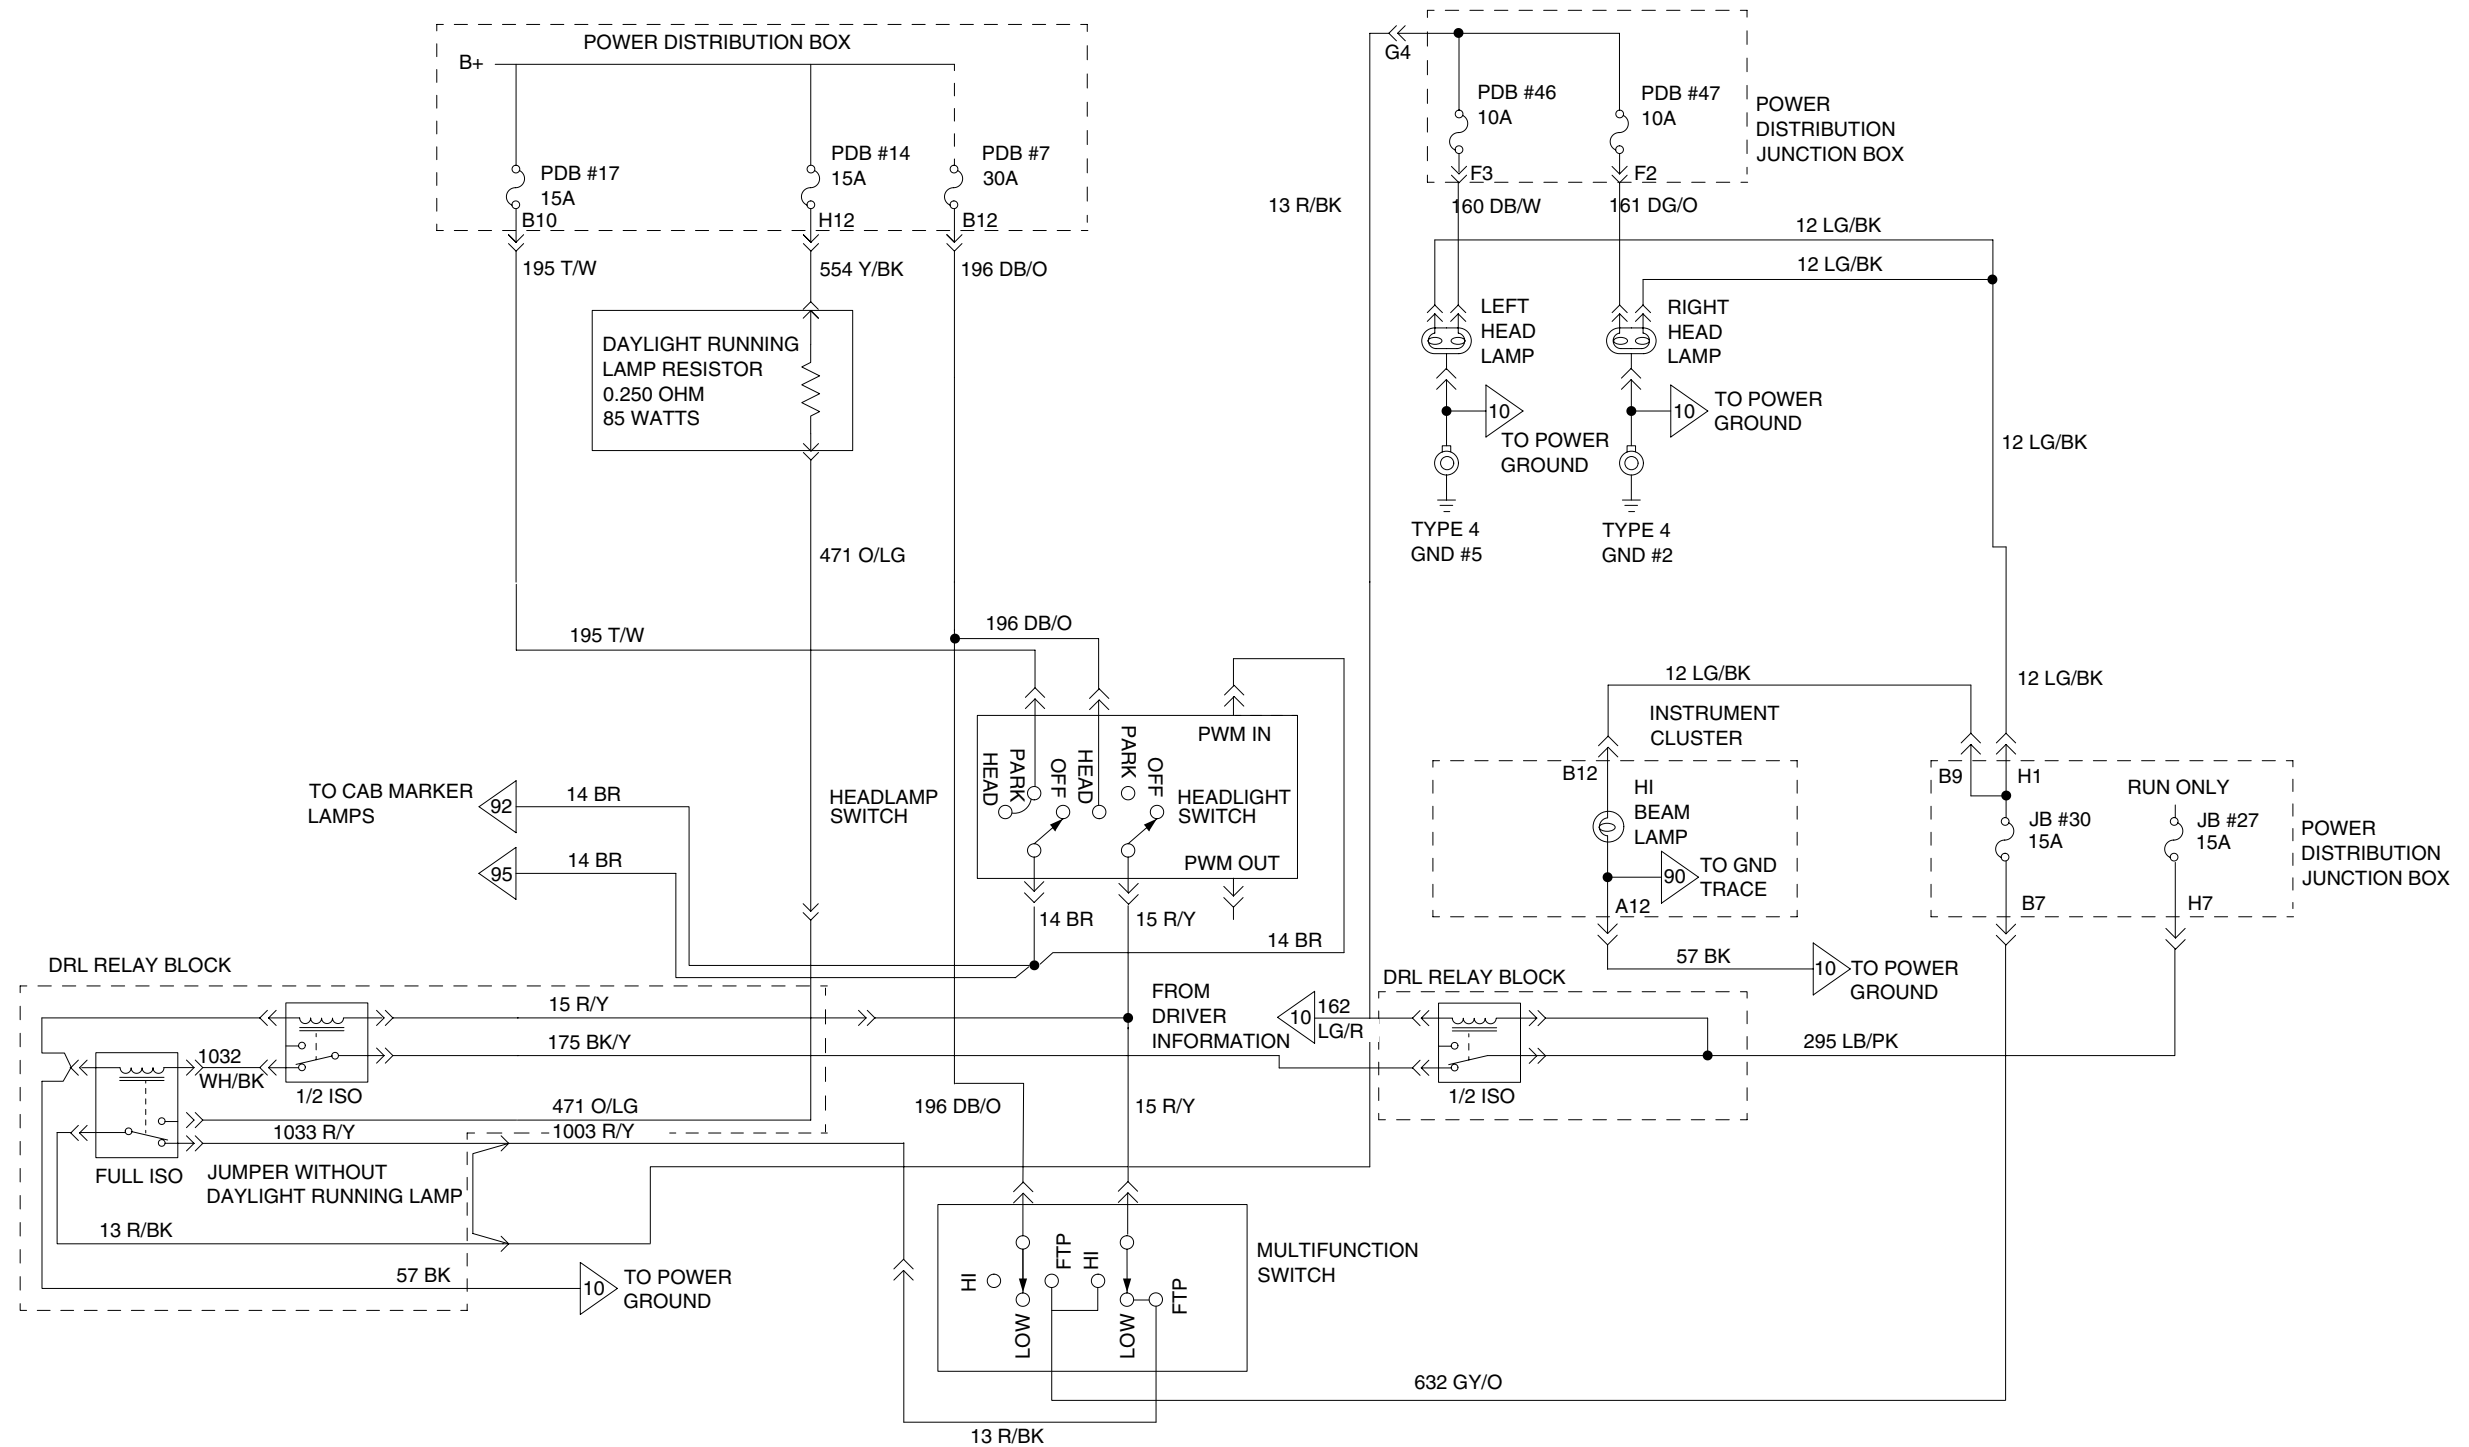 POWER DISTRIBUTION BOX
B+
PDB #17
15A
B10
PDB #14
15A
H12
PDB #7
30A
B12
195 T/W
554 Y/BK
196 DB/O
DAYLIGHT RUNNING
LAMP RESISTOR
0.250 OHM
85 WATTS
471 O/LG
195 T/W
196 DB/O
G4
PDB #46
10A
PDB #47
10A
POWER
DISTRIBUTION
JUNCTION BOX
F3
F2
13 R/BK
160 DB/W
161 DG/O
12 LG/BK
12 LG/BK
LEFT
HEAD
LAMP
RIGHT
HEAD
LAMP
10
TO POWER
GROUND
10
TO POWER
GROUND
TYPE 4
GND #5
TYPE 4
GND #2
12 LG/BK
12 LG/BK
12 LG/BK
INSTRUMENT
CLUSTER
B12
HI
BEAM
LAMP
90
TO GND
TRACE
A12
57 BK
10
TO POWER
GROUND
B9
H1
RUN ONLY
JB #30
15A
JB #27
15A
B7
H7
POWER
DISTRIBUTION
JUNCTION BOX
PWM IN
HEAD
PARK
OFF
HEAD
PARK
OFF
HEADLIGHT
SWITCH
PWM OUT
HEADLAMP
SWITCH
TO CAB MARKER
LAMPS
92
14 BR
95
14 BR
14 BR
15 R/Y
14 BR
DRL RELAY BLOCK
15 R/Y
175 BK/Y
1032
WH/BK
1/2 ISO
471 O/LG
1033 R/Y
1003 R/Y
FULL ISO
JUMPER WITHOUT
DAYLIGHT RUNNING LAMP
13 R/BK
57 BK
10
TO POWER
GROUND
FROM
DRIVER
INFORMATION
10
162
LG/R
DRL RELAY BLOCK
1/2 ISO
295 LB/PK
196 DB/O
15 R/Y
HI
LOW
FTP
HI
LOW
FTP
MULTIFUNCTION
SWITCH
632 GY/O
13 R/BK